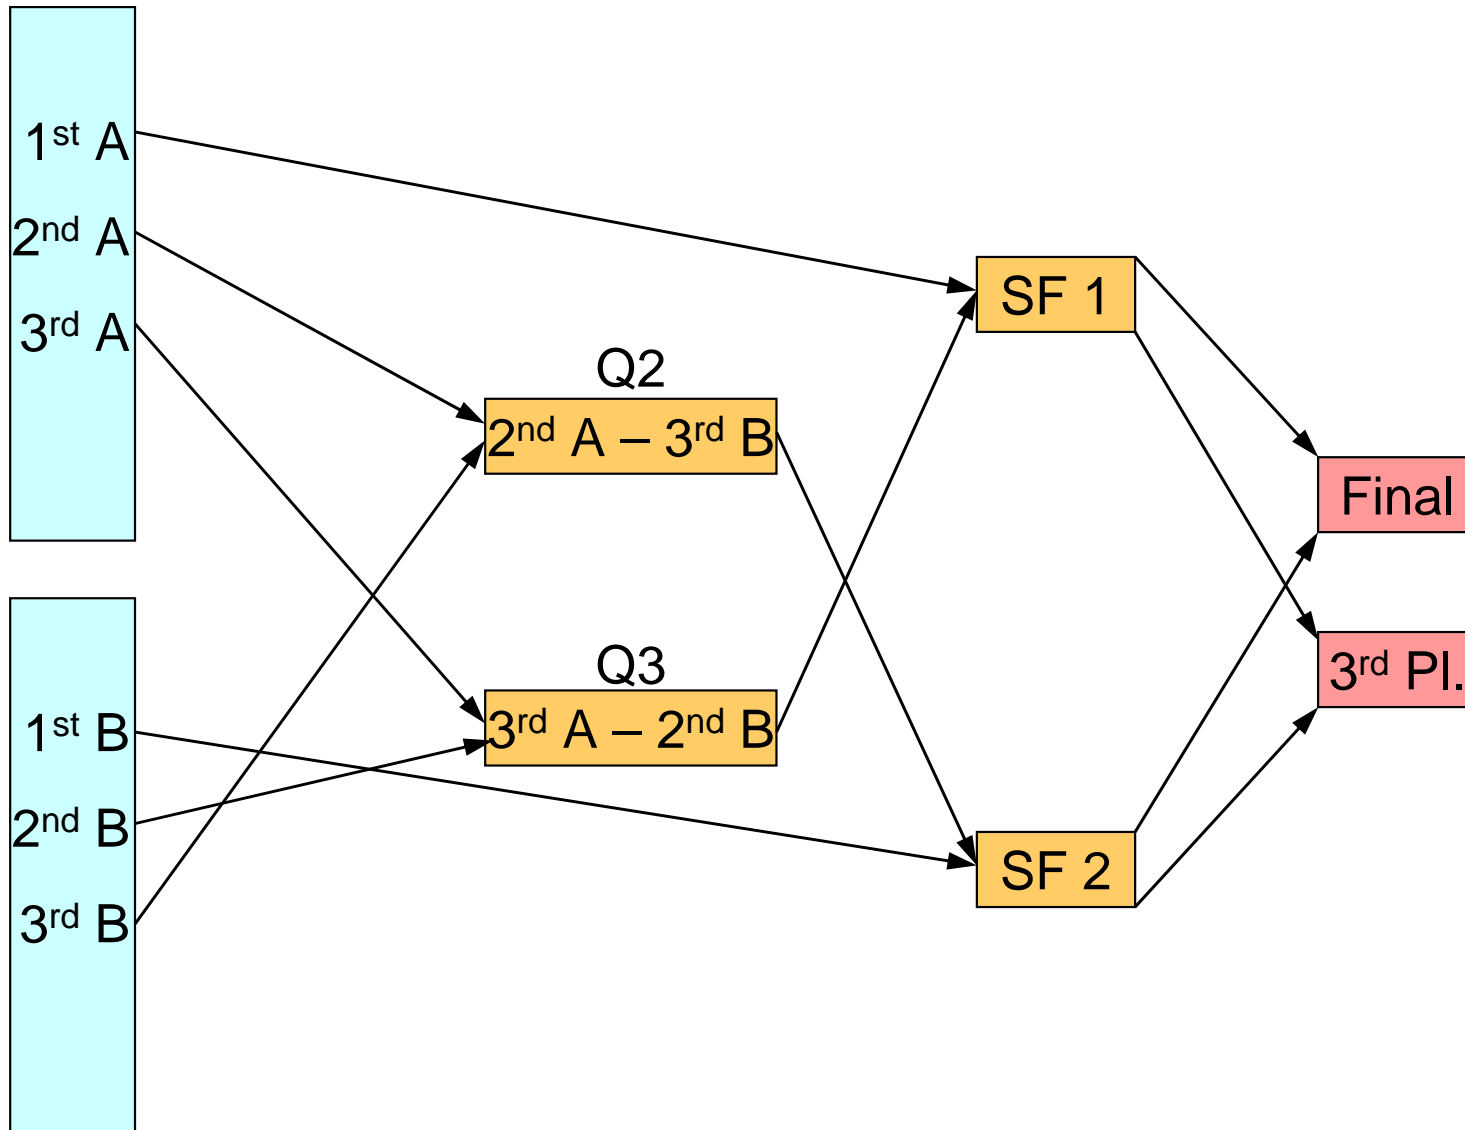 1st A
2nd A
3rd A
1st B
2nd B
3rd B
Q2
2nd A – 3rd B
Q3
3rd A – 2nd B
SF 1
SF 2
Final
3rd Pl.